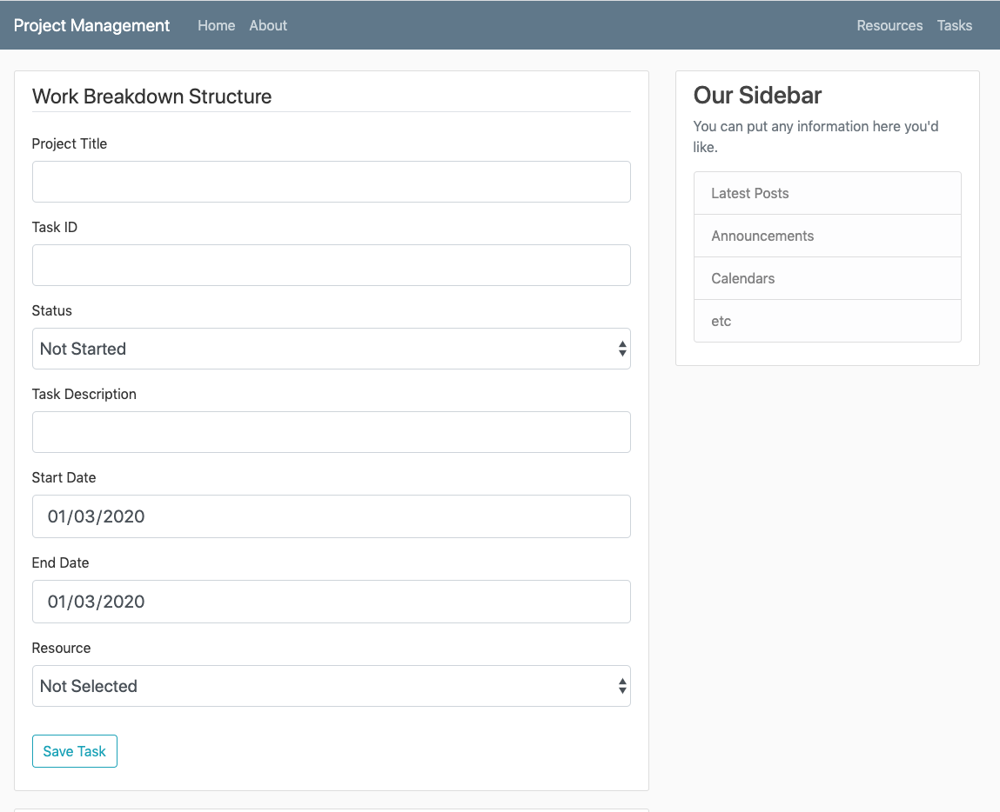 Project Management Home About Resources Tasks
Work Breakdown Structure
Project Title
Task ID
Status
Not Started
Task Description
Start Date
01/03/2020
End Date
01/03/2020
Resource
Not Selected
Save Task
Our Sidebar
You can put any information here you'd
like.
Latest Posts
Announcements
Calendars
etc